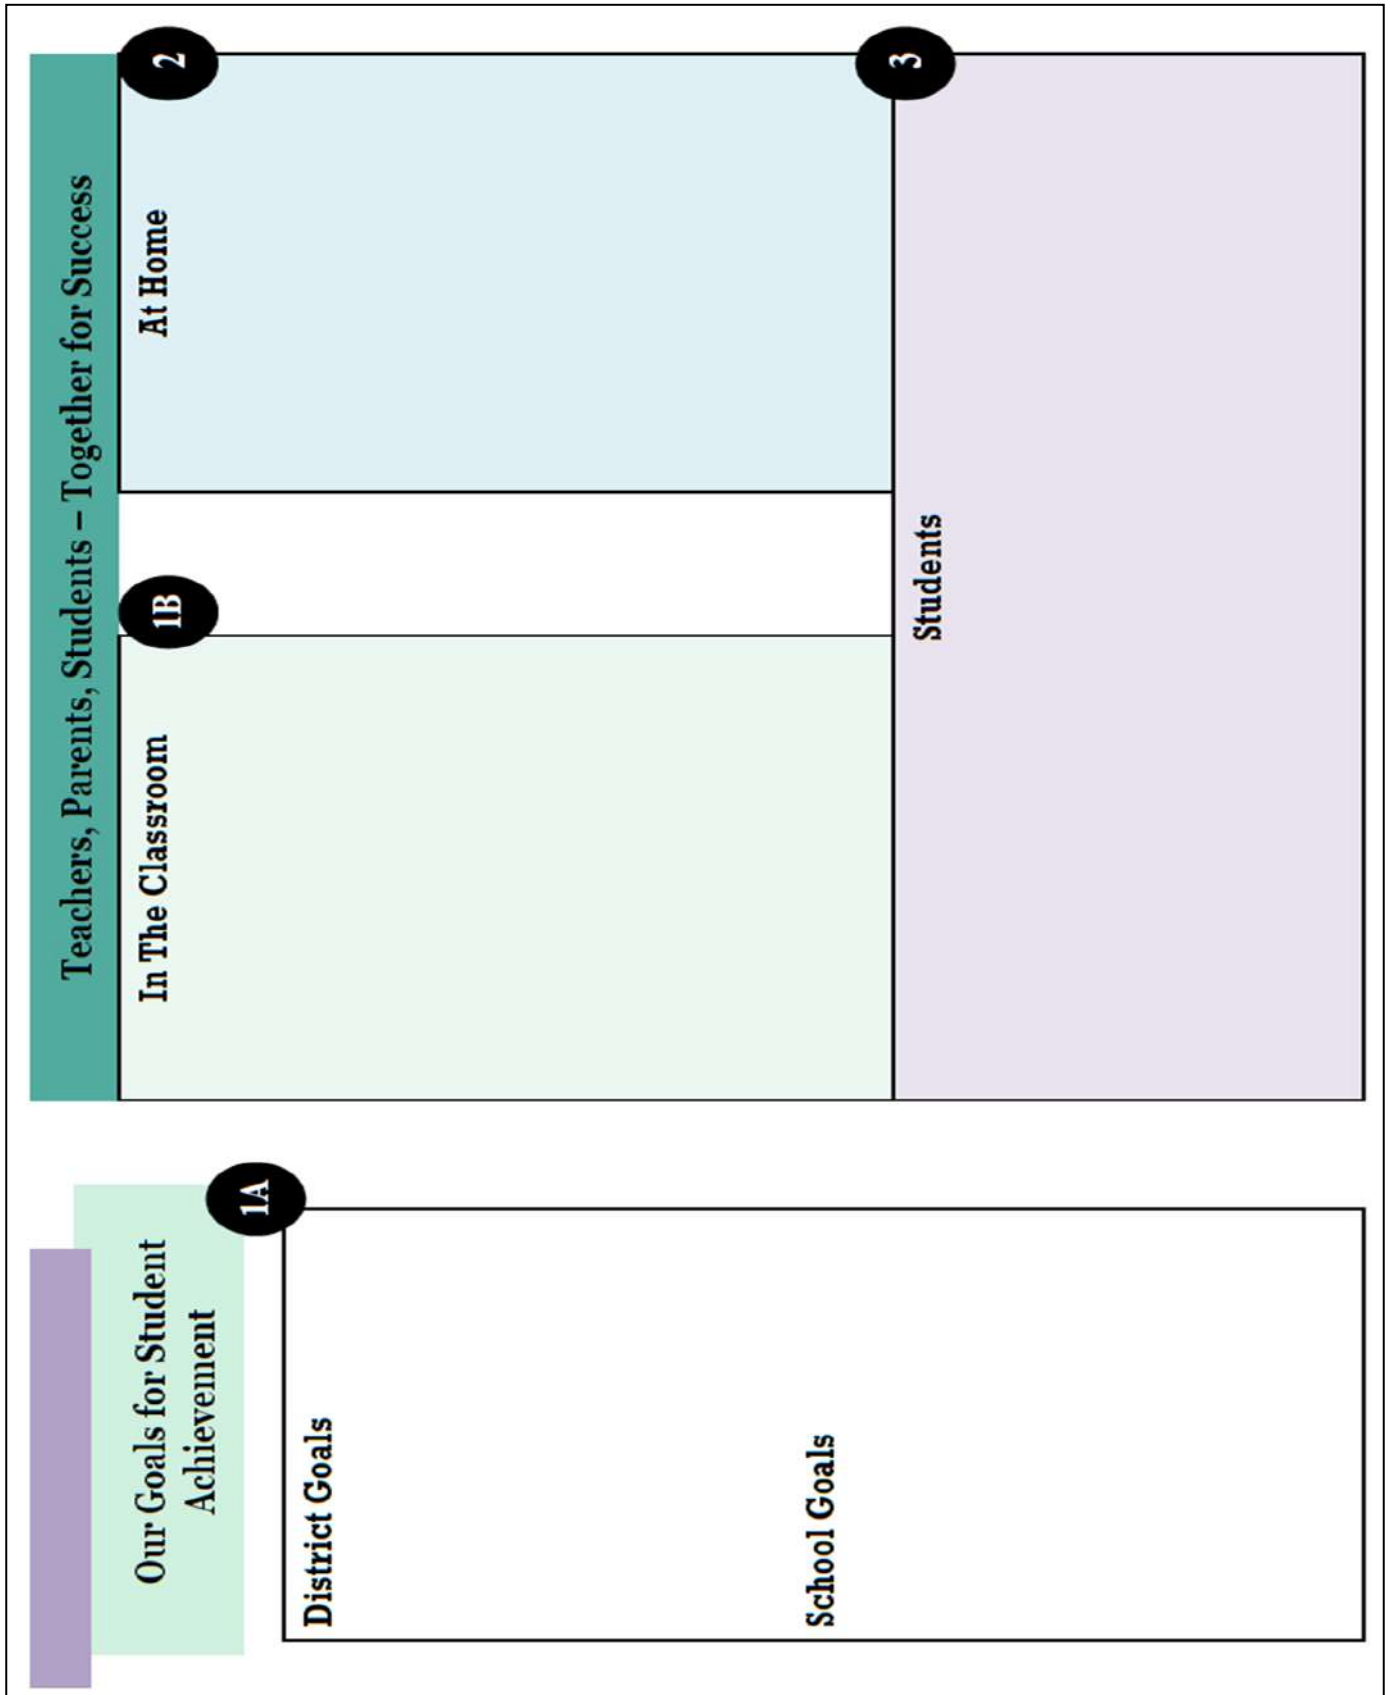 Our Goals for Student
Achievement
1A
District Goals
School Goals
Teachers, Parents, Students – Together for Success
In The Classroom
1B
At Home
2
Students
3